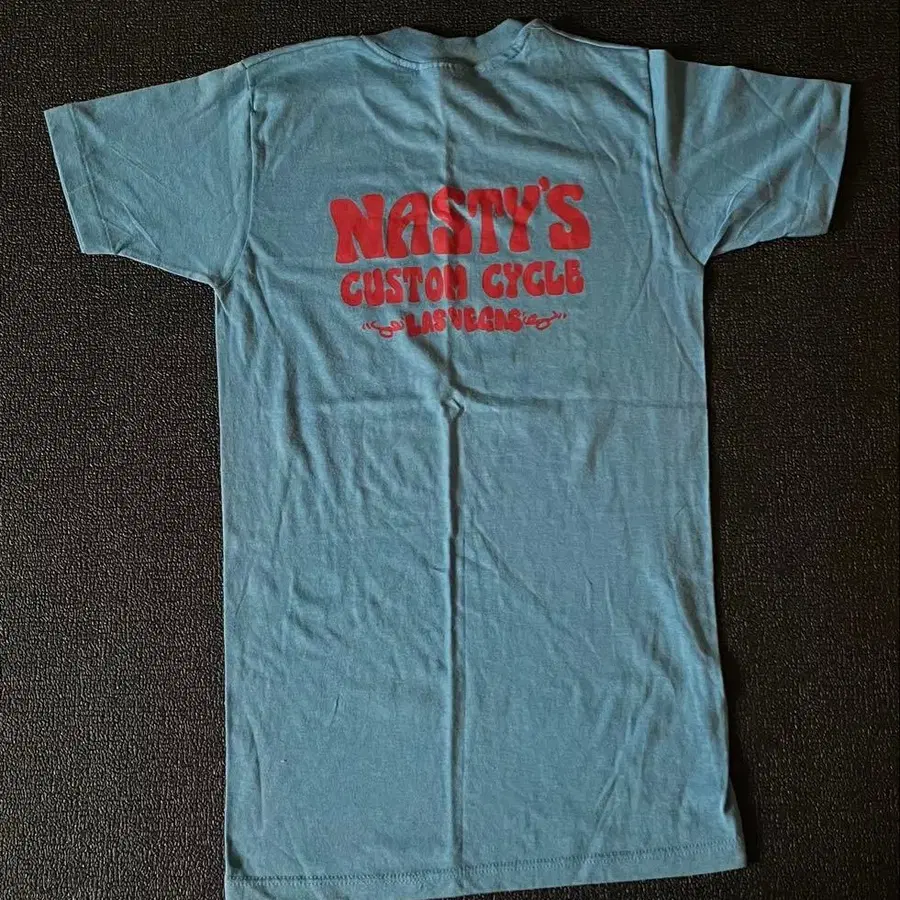 NASTY'S
CUSTOM CYCLE
LAS VEGAS